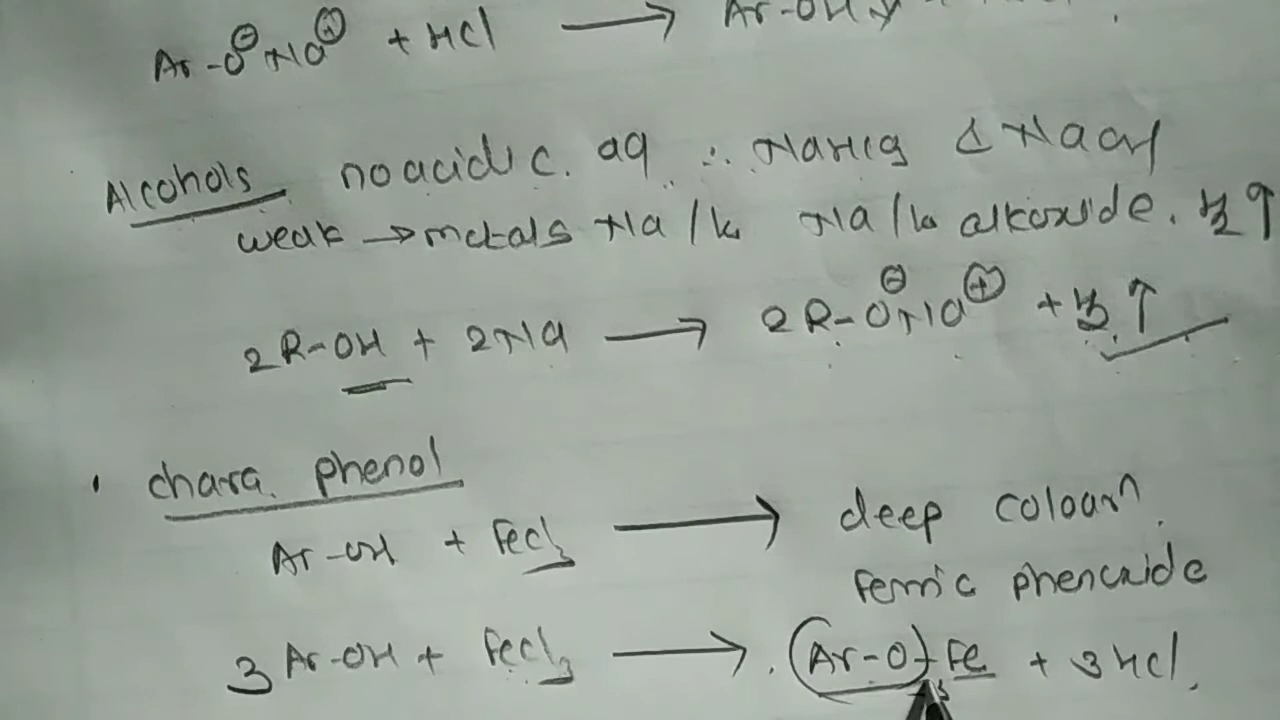 Ar-O⊖Na⊕ + HCl ⟶ Ar-OH↓ +
Alcohols no acidic. aq ∴ NaHCO3 & NaOH
weak → metals Na/K Na/K alkoxide. H2↑
2R-OH + 2Na ⟶ 2R-O⊖Na⊕ + H2↑
• chara. phenol
Ar-OH + FeCl3 ⟶ deep colourn.
Ferric phenoxide
3Ar-OH + FeCl3 ⟶ (Ar-O)3Fe + 3HCl.